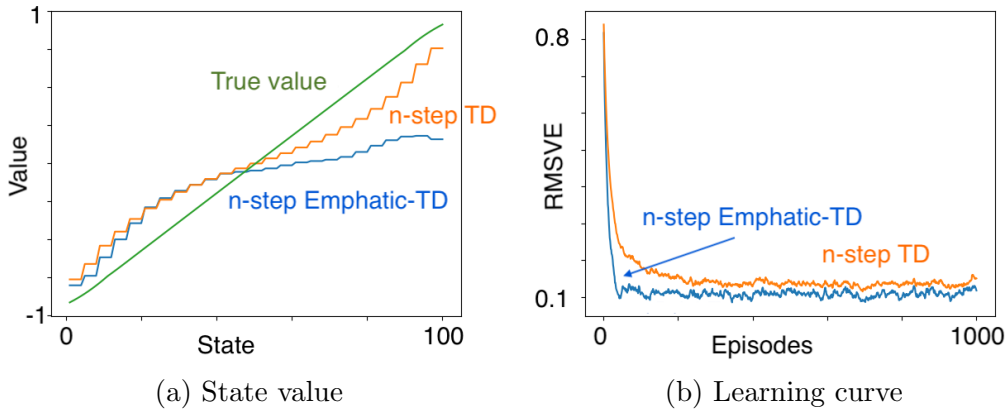 1
Value
True value
n-step TD
n-step Emphatic-TD
-1
0
State
100
(a) State value
0.8
RMSVE
n-step Emphatic-TD
n-step TD
0.1
0
Episodes
1000
(b) Learning curve